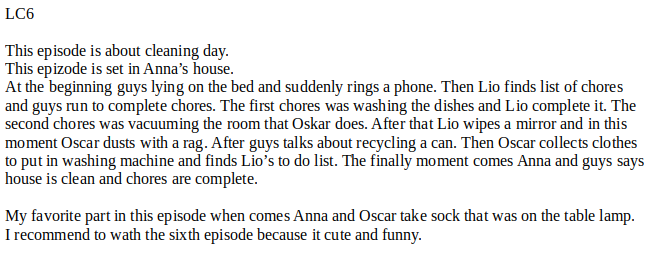 LC6
This episode is about cleaning day.
This epizode is set in Anna's house.
At the beginning guys lying on the bed and suddenly rings a phone. Then Lio finds list of chores
and guys run to complete chores. The first chores was washing the dishes and Lio complete it. The
second chores was vacuuming the room that Oskar does. After that Lio wipes a mirror and in this
moment Oscar dusts with a rag. After guys talks about recycling a can. Then Oscar collects clothes
to put in washing machine and finds Lio's to do list. The finally moment comes Anna and guys says
house is clean and chores are complete.
My favorite part in this episode when comes Anna and Oscar take sock that was on the table lamp.
I recommend to wath the sixth episode because it cute and funny.